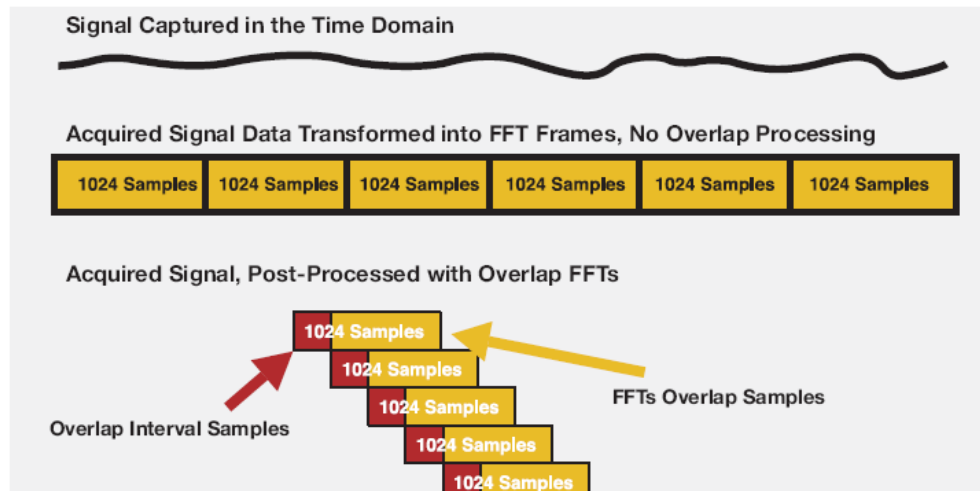 Signal Captured in the Time Domain
Acquired Signal Data Transformed into FFT Frames, No Overlap Processing
1024 Samples 1024 Samples 1024 Samples 1024 Samples 1024 Samples 1024 Samples
Acquired Signal, Post-Processed with Overlap FFTs
1024 Samples
1024 Samples
1024 Samples
FFTs Overlap Samples
Overlap Interval Samples
1024 Samples
1024 Samples